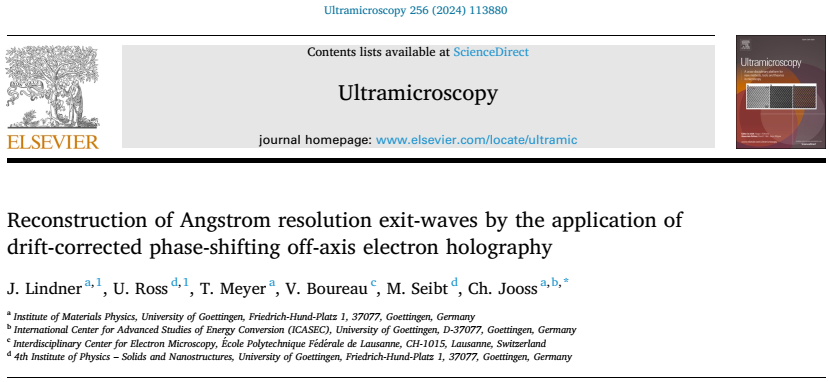 Ultramicroscopy 256 (2024) 113880
Contents lists available at ScienceDirect
Ultramicroscopy
journal homepage: www.elsevier.com/locate/ultramic
ELSEVIER
Ultramicroscopy
Reconstruction of Angstrom resolution exit-waves by the application of
drift-corrected phase-shifting off-axis electron holography
J. Lindner a,1, U. Ross d,1, T. Meyer a, V. Boureau c, M. Seibt d, Ch. Jooss a,b,*
a Institute of Materials Physics, University of Goettingen, Friedrich-Hund-Platz 1, 37077, Goettingen, Germany
b International Center for Advanced Studies of Energy Conversion (ICASEC), University of Goettingen, D-37077, Goettingen, Germany
c Interdisciplinary Center for Electron Microscopy, École Polytechnique Fédérale de Lausanne, CH-1015, Lausanne, Switzerland
d 4th Institute of Physics – Solids and Nanostructures, University of Goettingen, Friedrich-Hund-Platz 1, 37077, Goettingen, Germany